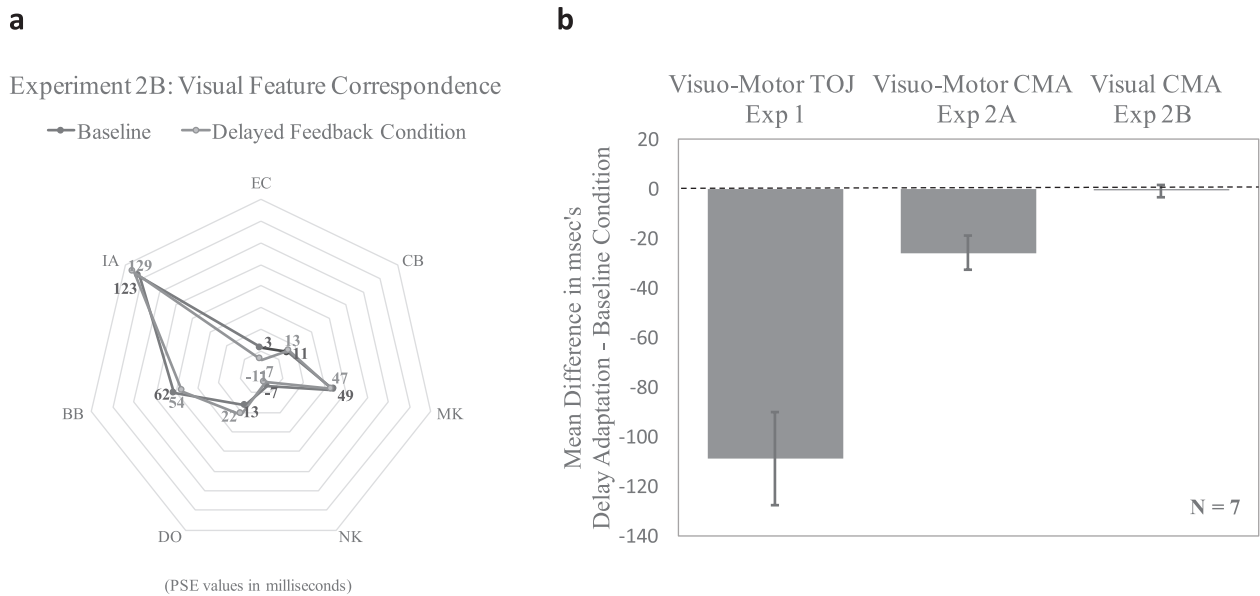 a
Experiment 2B: Visual Feature Correspondence
Baseline
Delayed Feedback Condition
EC
CB
MK
NK
DO
BB
IA
129
123
3
13
11
47
49
-7
13
22
62
54
(PSE values in milliseconds)
b
Visuo-Motor TOJ
Exp 1
Visuo-Motor CMA
Exp 2A
Visual CMA
Exp 2B
Mean Difference in msec's
Delay Adaptation - Baseline Condition
20
0
-20
-40
-60
-80
-100
-120
-140
N = 7